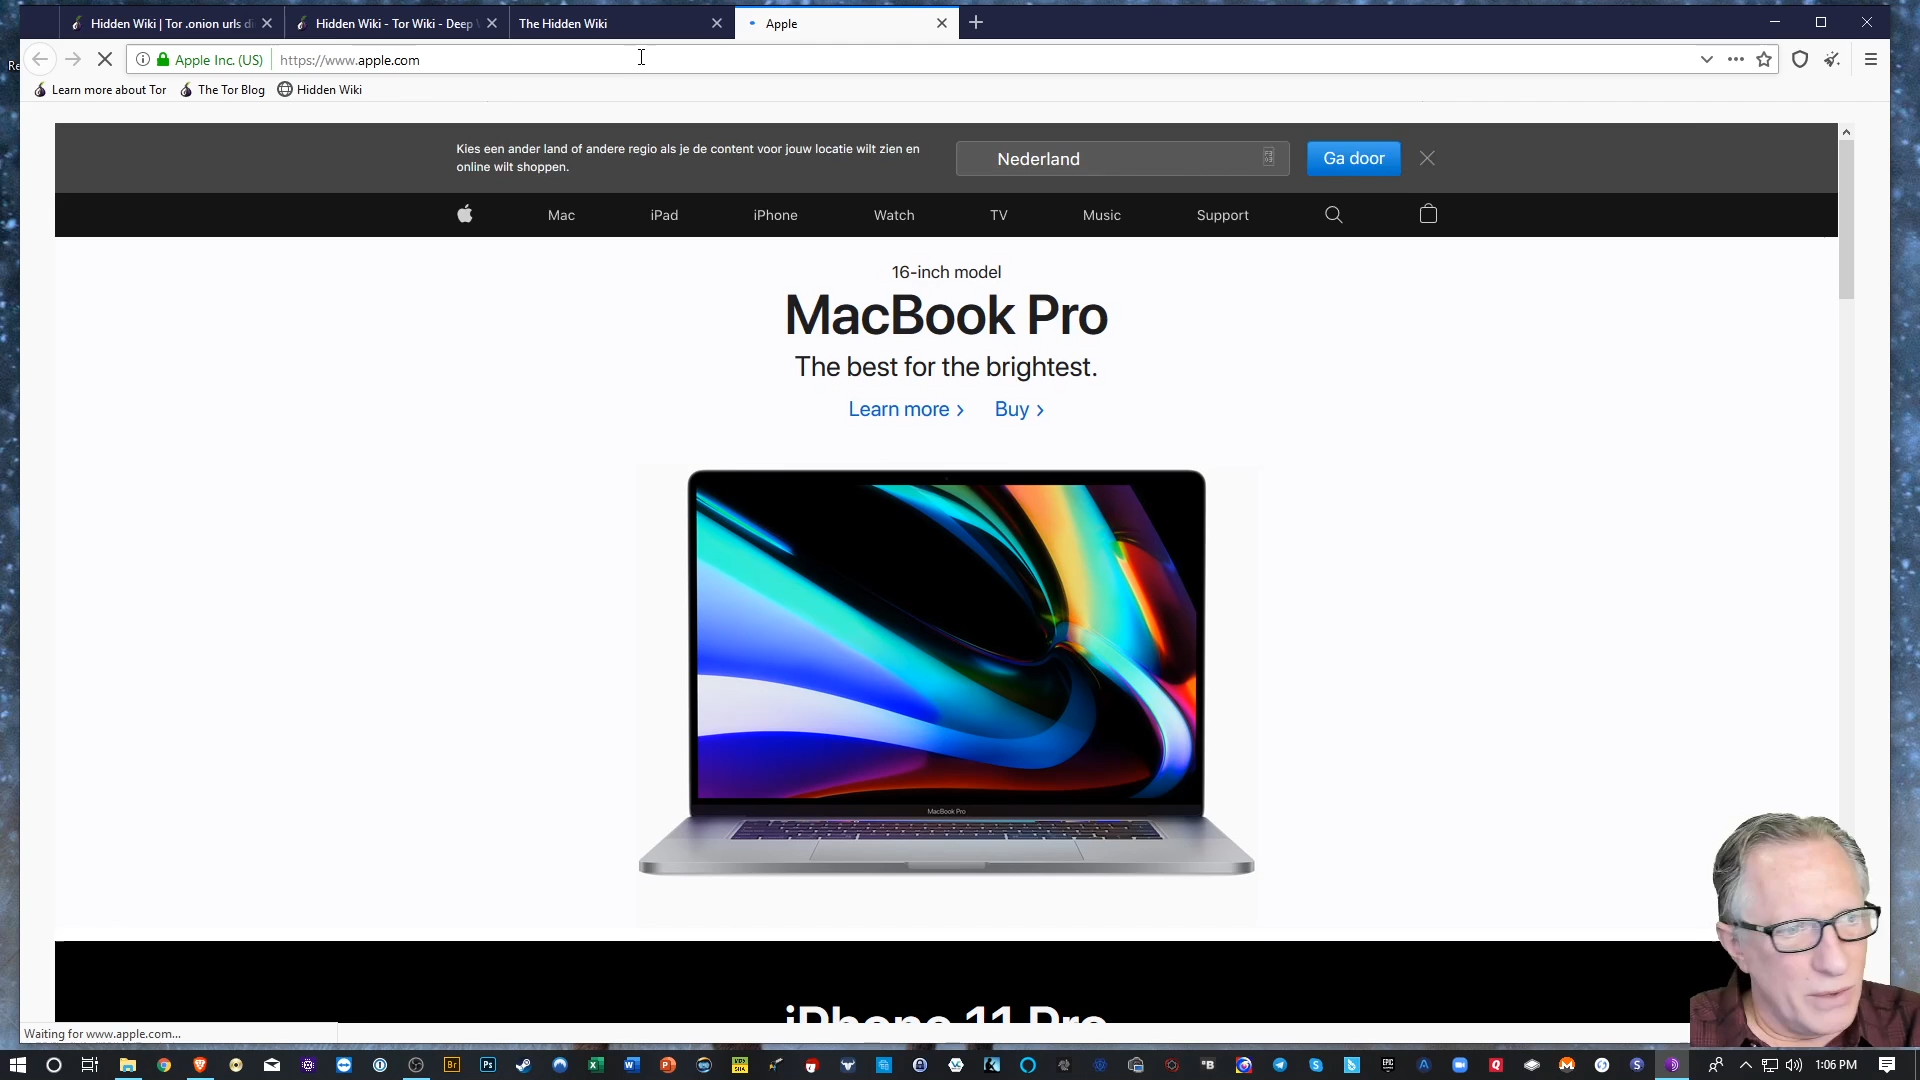 Hidden Wiki | Tor .onion urls di
Hidden Wiki - Tor Wiki - Deep
The Hidden Wiki
Apple
Apple Inc. (US)
https://www.apple.com
Learn more about Tor
The Tor Blog
Hidden Wiki
Kies een ander land of andere regio als je de content voor jouw locatie wilt zien en
online wilt shoppen.
Nederland
Ga door
Mac
iPad
iPhone
Watch
TV
Music
Support
16-inch model
MacBook Pro
The best for the brightest.
Learn more ›
Buy ›
MacBook Pro
iPhone 11 Pro
Waiting for www.apple.com...
1:06 PM